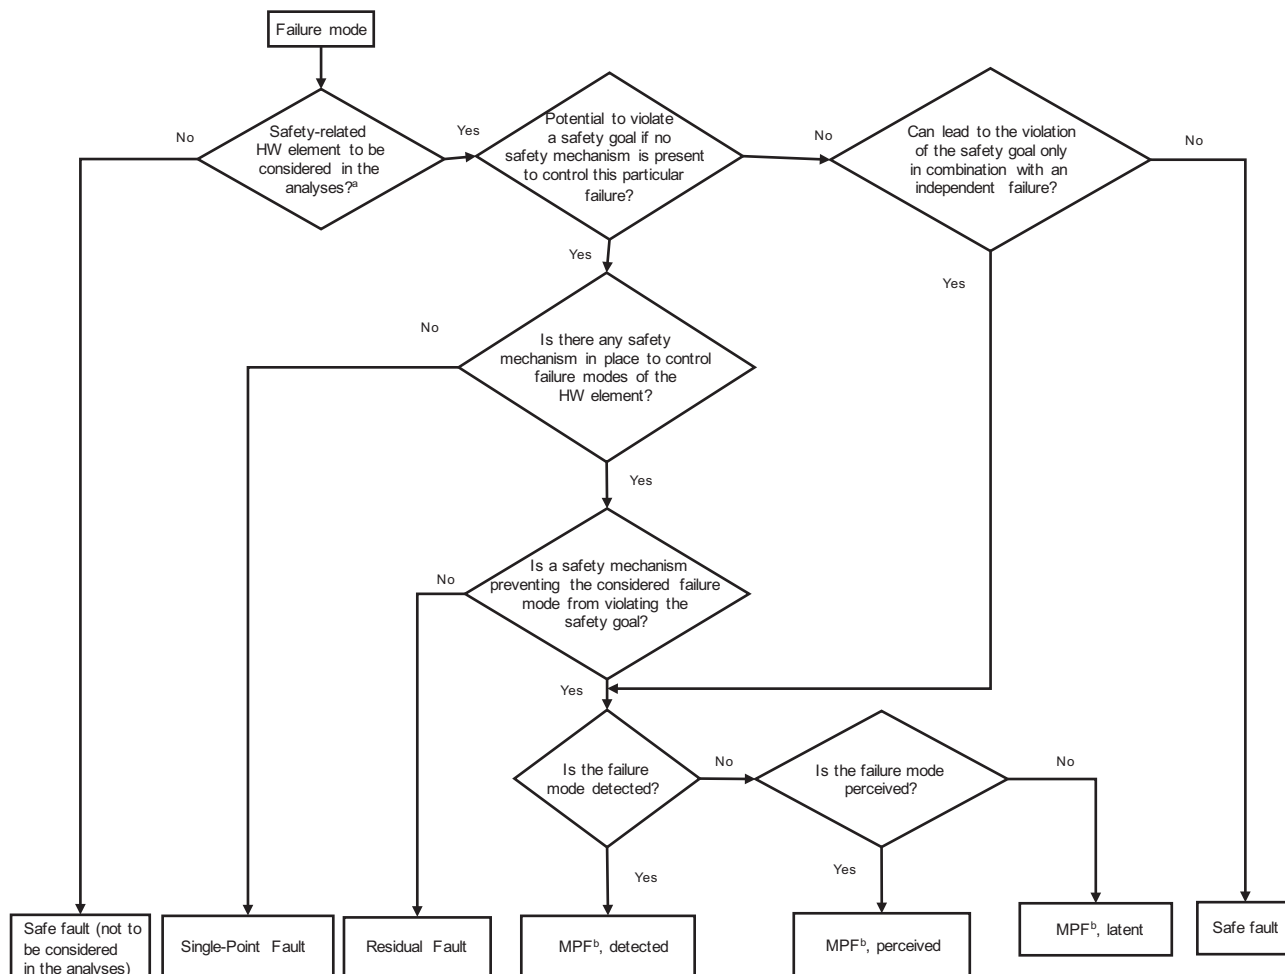 Failure mode
No
Safety-related
HW element to be
considered in the
analyses?ᵃ
Yes
Potential to violate
a safety goal if no
safety mechanism is present
to control this particular
failure?
No
Can lead to the violation
of the safety goal only
in combination with an
independent failure?
No
Yes
Yes
No
Is there any safety
mechanism in place to control
failure modes of the
HW element?
Yes
No
Is a safety mechanism
preventing the considered failure
mode from violating the
safety goal?
Yes
Is the failure
mode detected?
No
Is the failure mode
perceived?
No
Yes
Yes
Safe fault (not to
be considered
in the analyses)
Single-Point Fault
Residual Fault
MPFᵇ, detected
MPFᵇ, perceived
MPFᵇ, latent
Safe fault